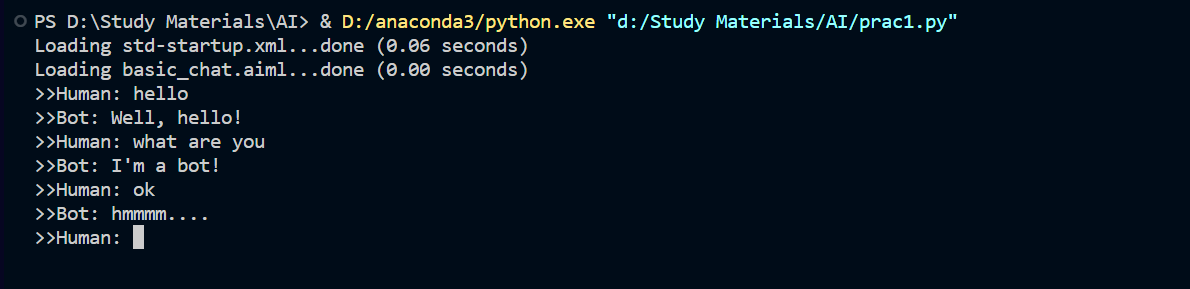 PS D:\Study Materials\AI> & D:/anaconda3/python.exe "d:/Study Materials/AI/prac1.py"
Loading std-startup.xml...done (0.06 seconds)
Loading basic_chat.aiml...done (0.00 seconds)
>>Human: hello
>>Bot: Well, hello!
>>Human: what are you
>>Bot: I'm a bot!
>>Human: ok
>>Bot: hmmmm....
>>Human: